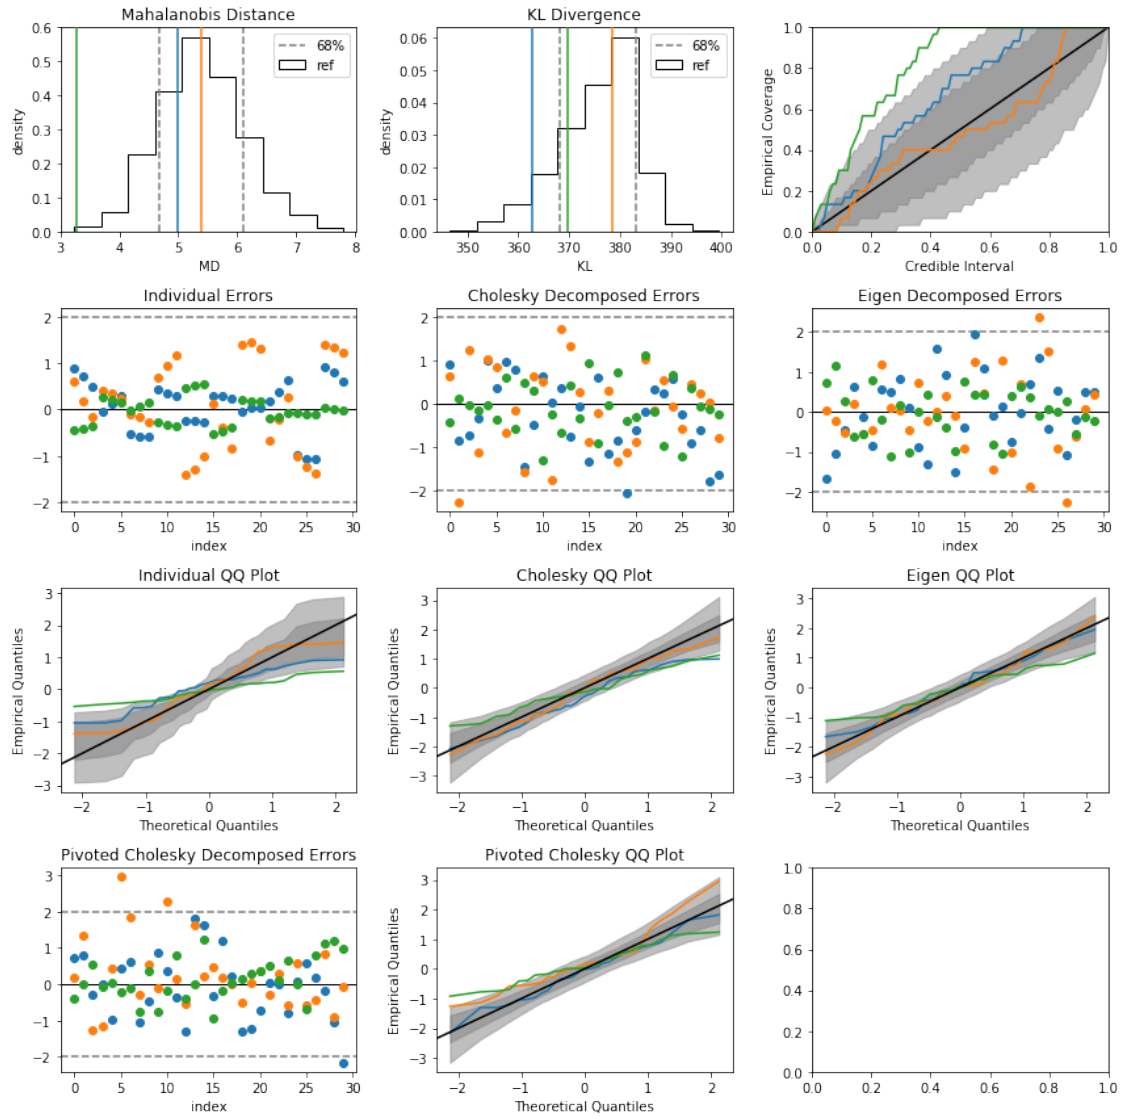 Mahalanobis Distance
0.6
0.5
0.4
0.3
0.2
0.1
0.0
density
68%
ref
3 4 5 6 7 8
MD
KL Divergence
0.06
0.05
0.04
0.03
0.02
0.01
0.00
density
68%
ref
350 360 370 380 390 400
KL
1.0
0.8
0.6
0.4
0.2
0.0
Empirical Coverage
0.0 0.2 0.4 0.6 0.8 1.0
Credible Interval
Individual Errors
2
1
0
−1
−2
0 5 10 15 20 25 30
index
Cholesky Decomposed Errors
2
1
0
−1
−2
0 5 10 15 20 25 30
index
Eigen Decomposed Errors
2
1
0
−1
−2
0 5 10 15 20 25 30
index
Individual QQ Plot
3
2
1
0
−1
−2
−3
Empirical Quantiles
−2 −1 0 1 2
Theoretical Quantiles
Cholesky QQ Plot
3
2
1
0
−1
−2
−3
Empirical Quantiles
−2 −1 0 1 2
Theoretical Quantiles
Eigen QQ Plot
3
2
1
0
−1
−2
−3
Empirical Quantiles
−2 −1 0 1 2
Theoretical Quantiles
Pivoted Cholesky Decomposed Errors
3
2
1
0
−1
−2
0 5 10 15 20 25 30
index
Pivoted Cholesky QQ Plot
3
2
1
0
−1
−2
−3
Empirical Quantiles
−2 −1 0 1 2
Theoretical Quantiles
1.0
0.8
0.6
0.4
0.2
0.0
0.0 0.2 0.4 0.6 0.8 1.0